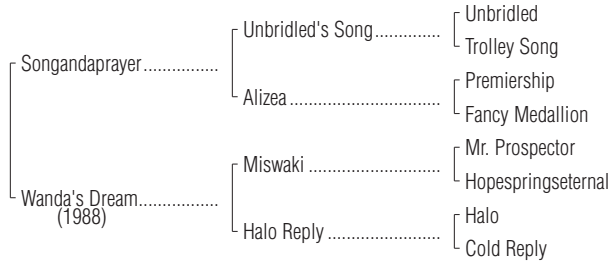 Unbridled
Unbridled's Song..............
Trolley Song
Songandaprayer................
Premiership
Alizea ................................
Fancy Medallion
Mr. Prospector
Miswaki ............................
Hopespringseternal
Wanda's Dream.................
(1988)
Halo
Halo Reply ........................
Cold Reply